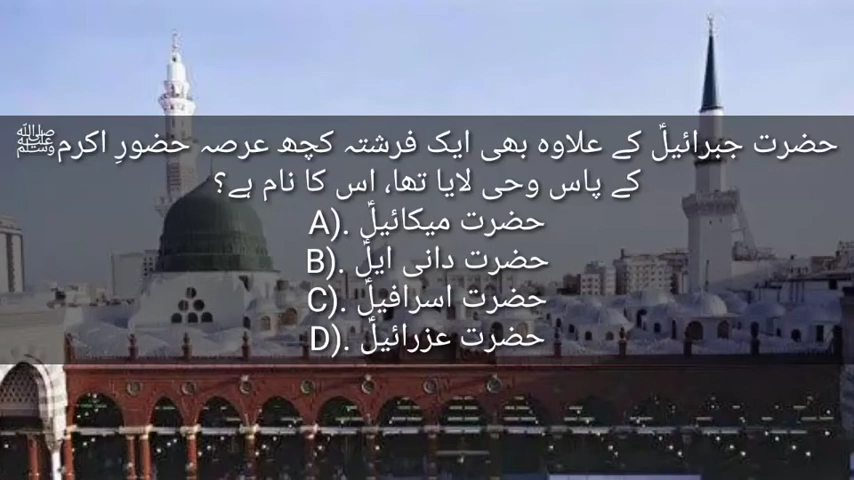 حضرت جبرائیلؑ کے علاوہ بھی ایک فرشتہ کچھ عرصہ حضورِ اکرمﷺ
کے پاس وحی لایا تھا، اس کا نام ہے؟
A). حضرت میکائیلؑ
B). حضرت دانی ایلؑ
C). حضرت اسرافیلؑ
D). حضرت عزرائیلؑ